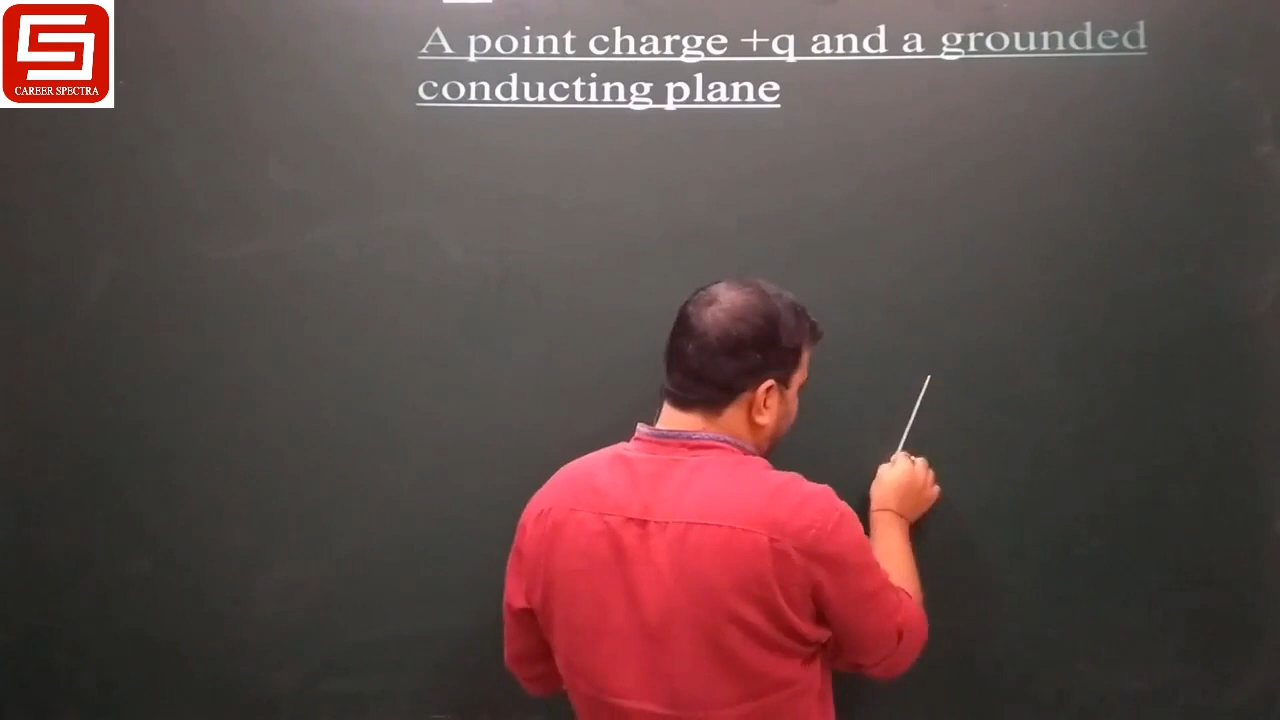 A point charge +q and a grounded
conducting plane
CAREER SPECTRA